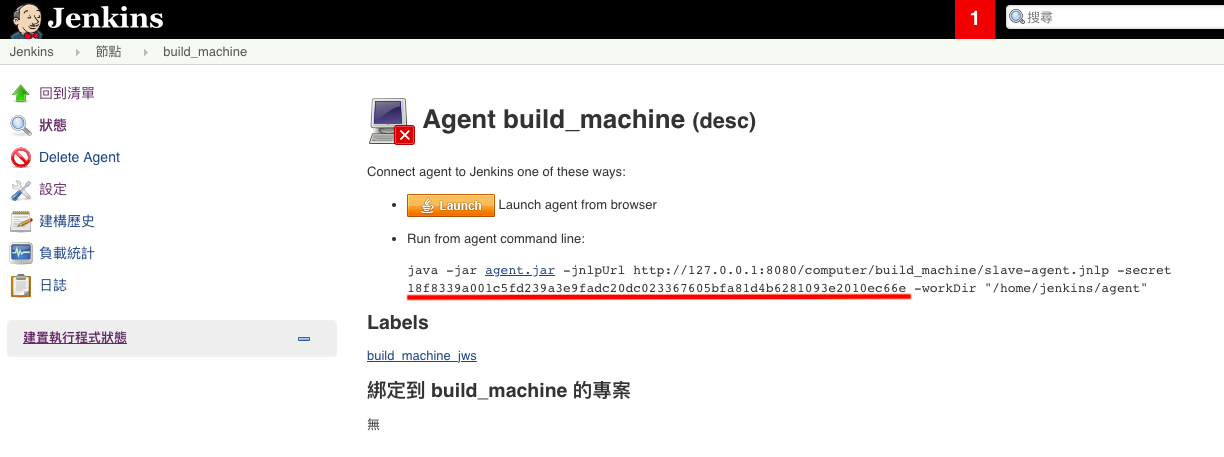 Jenkins
1
搜尋
Jenkins 節點 build_machine
回到清單
狀態
Delete Agent
設定
建構歷史
負載統計
日誌
建置執行程式狀態
Agent build_machine (desc)
Connect agent to Jenkins one of these ways:
Launch Launch agent from browser
Run from agent command line:
java -jar agent.jar -jnlpUrl http://127.0.0.1:8080/computer/build_machine/slave-agent.jnlp -secret
18f8339a001c5fd239a3e9fadc20dc023367605bfa81d4b6281093e2010ec66e -workDir "/home/jenkins/agent"
Labels
build_machine_jws
綁定到 build_machine 的專案
無